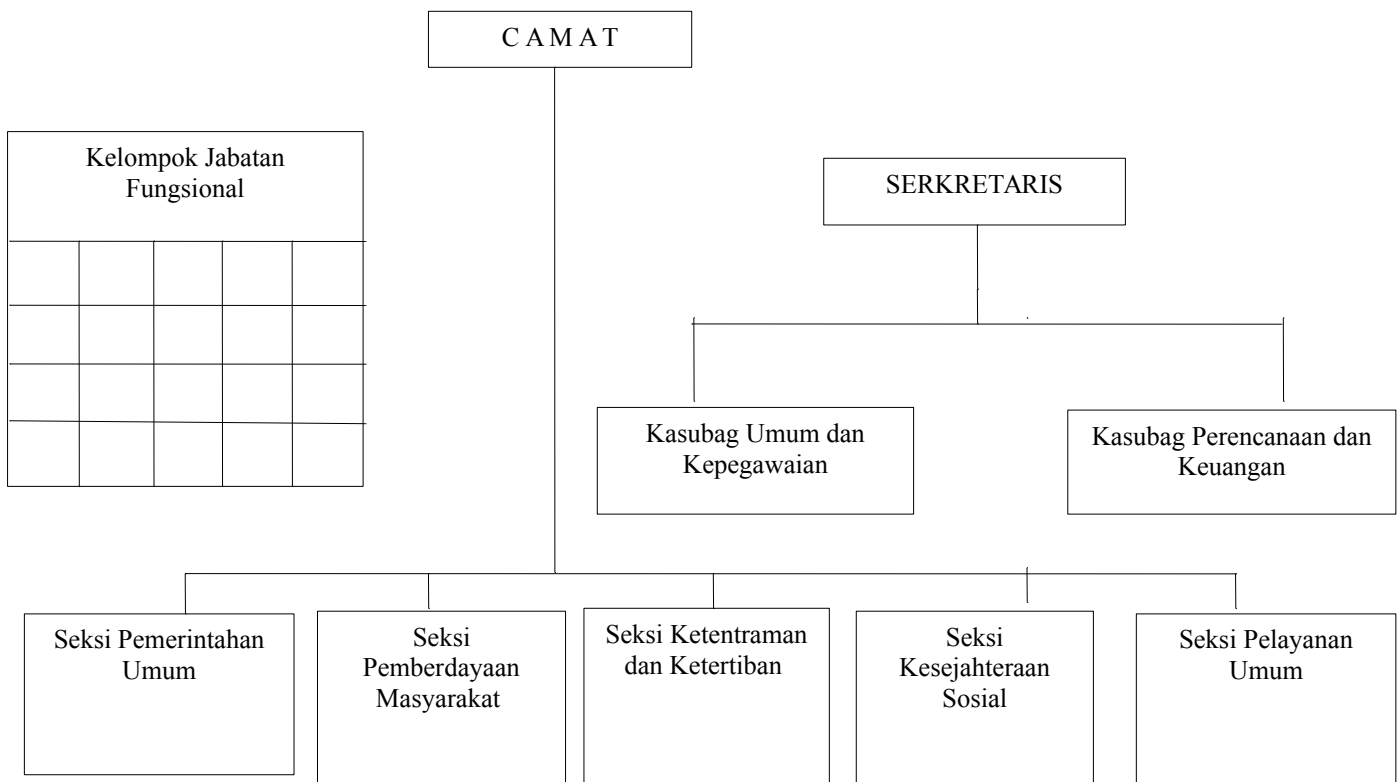 C A M A T
Kelompok Jabatan
Fungsional
SERKRETARIS
Kasubag Umum dan
Kepegawaian
Kasubag Perencanaan dan
Keuangan
Seksi Pemerintahan
Umum
Seksi
Pemberdayaan
Masyarakat
Seksi Ketentraman
dan Ketertiban
Seksi
Kesejahteraan
Sosial
Seksi Pelayanan
Umum